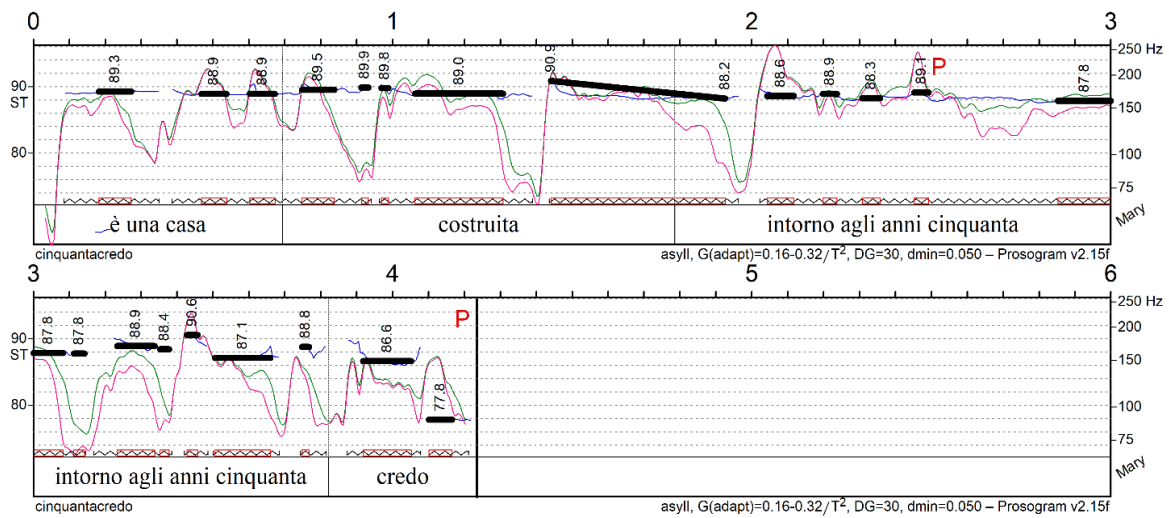 0 1 2 3
89.3 88.9 88.9 89.5 89.9 89.8 89.0 90.9 88.2 88.6 88.9 88.3 89.1 P 87.8
250 Hz
200
150
100
75
90
ST
80
è una casa costruita intorno agli anni cinquanta
Mary
cinquantacredo asyll, G(adapt)=0.16-0.32/T², DG=30, dmin=0.050 – Prosogram v2.15f
3 4 5 6
87.8 87.8 88.9 88.4 90.6 87.1 88.8 86.6 77.8 P
250 Hz
200
150
100
75
90
ST
80
intorno agli anni cinquanta credo
Mary
cinquantacredo asyll, G(adapt)=0.16-0.32/T², DG=30, dmin=0.050 – Prosogram v2.15f